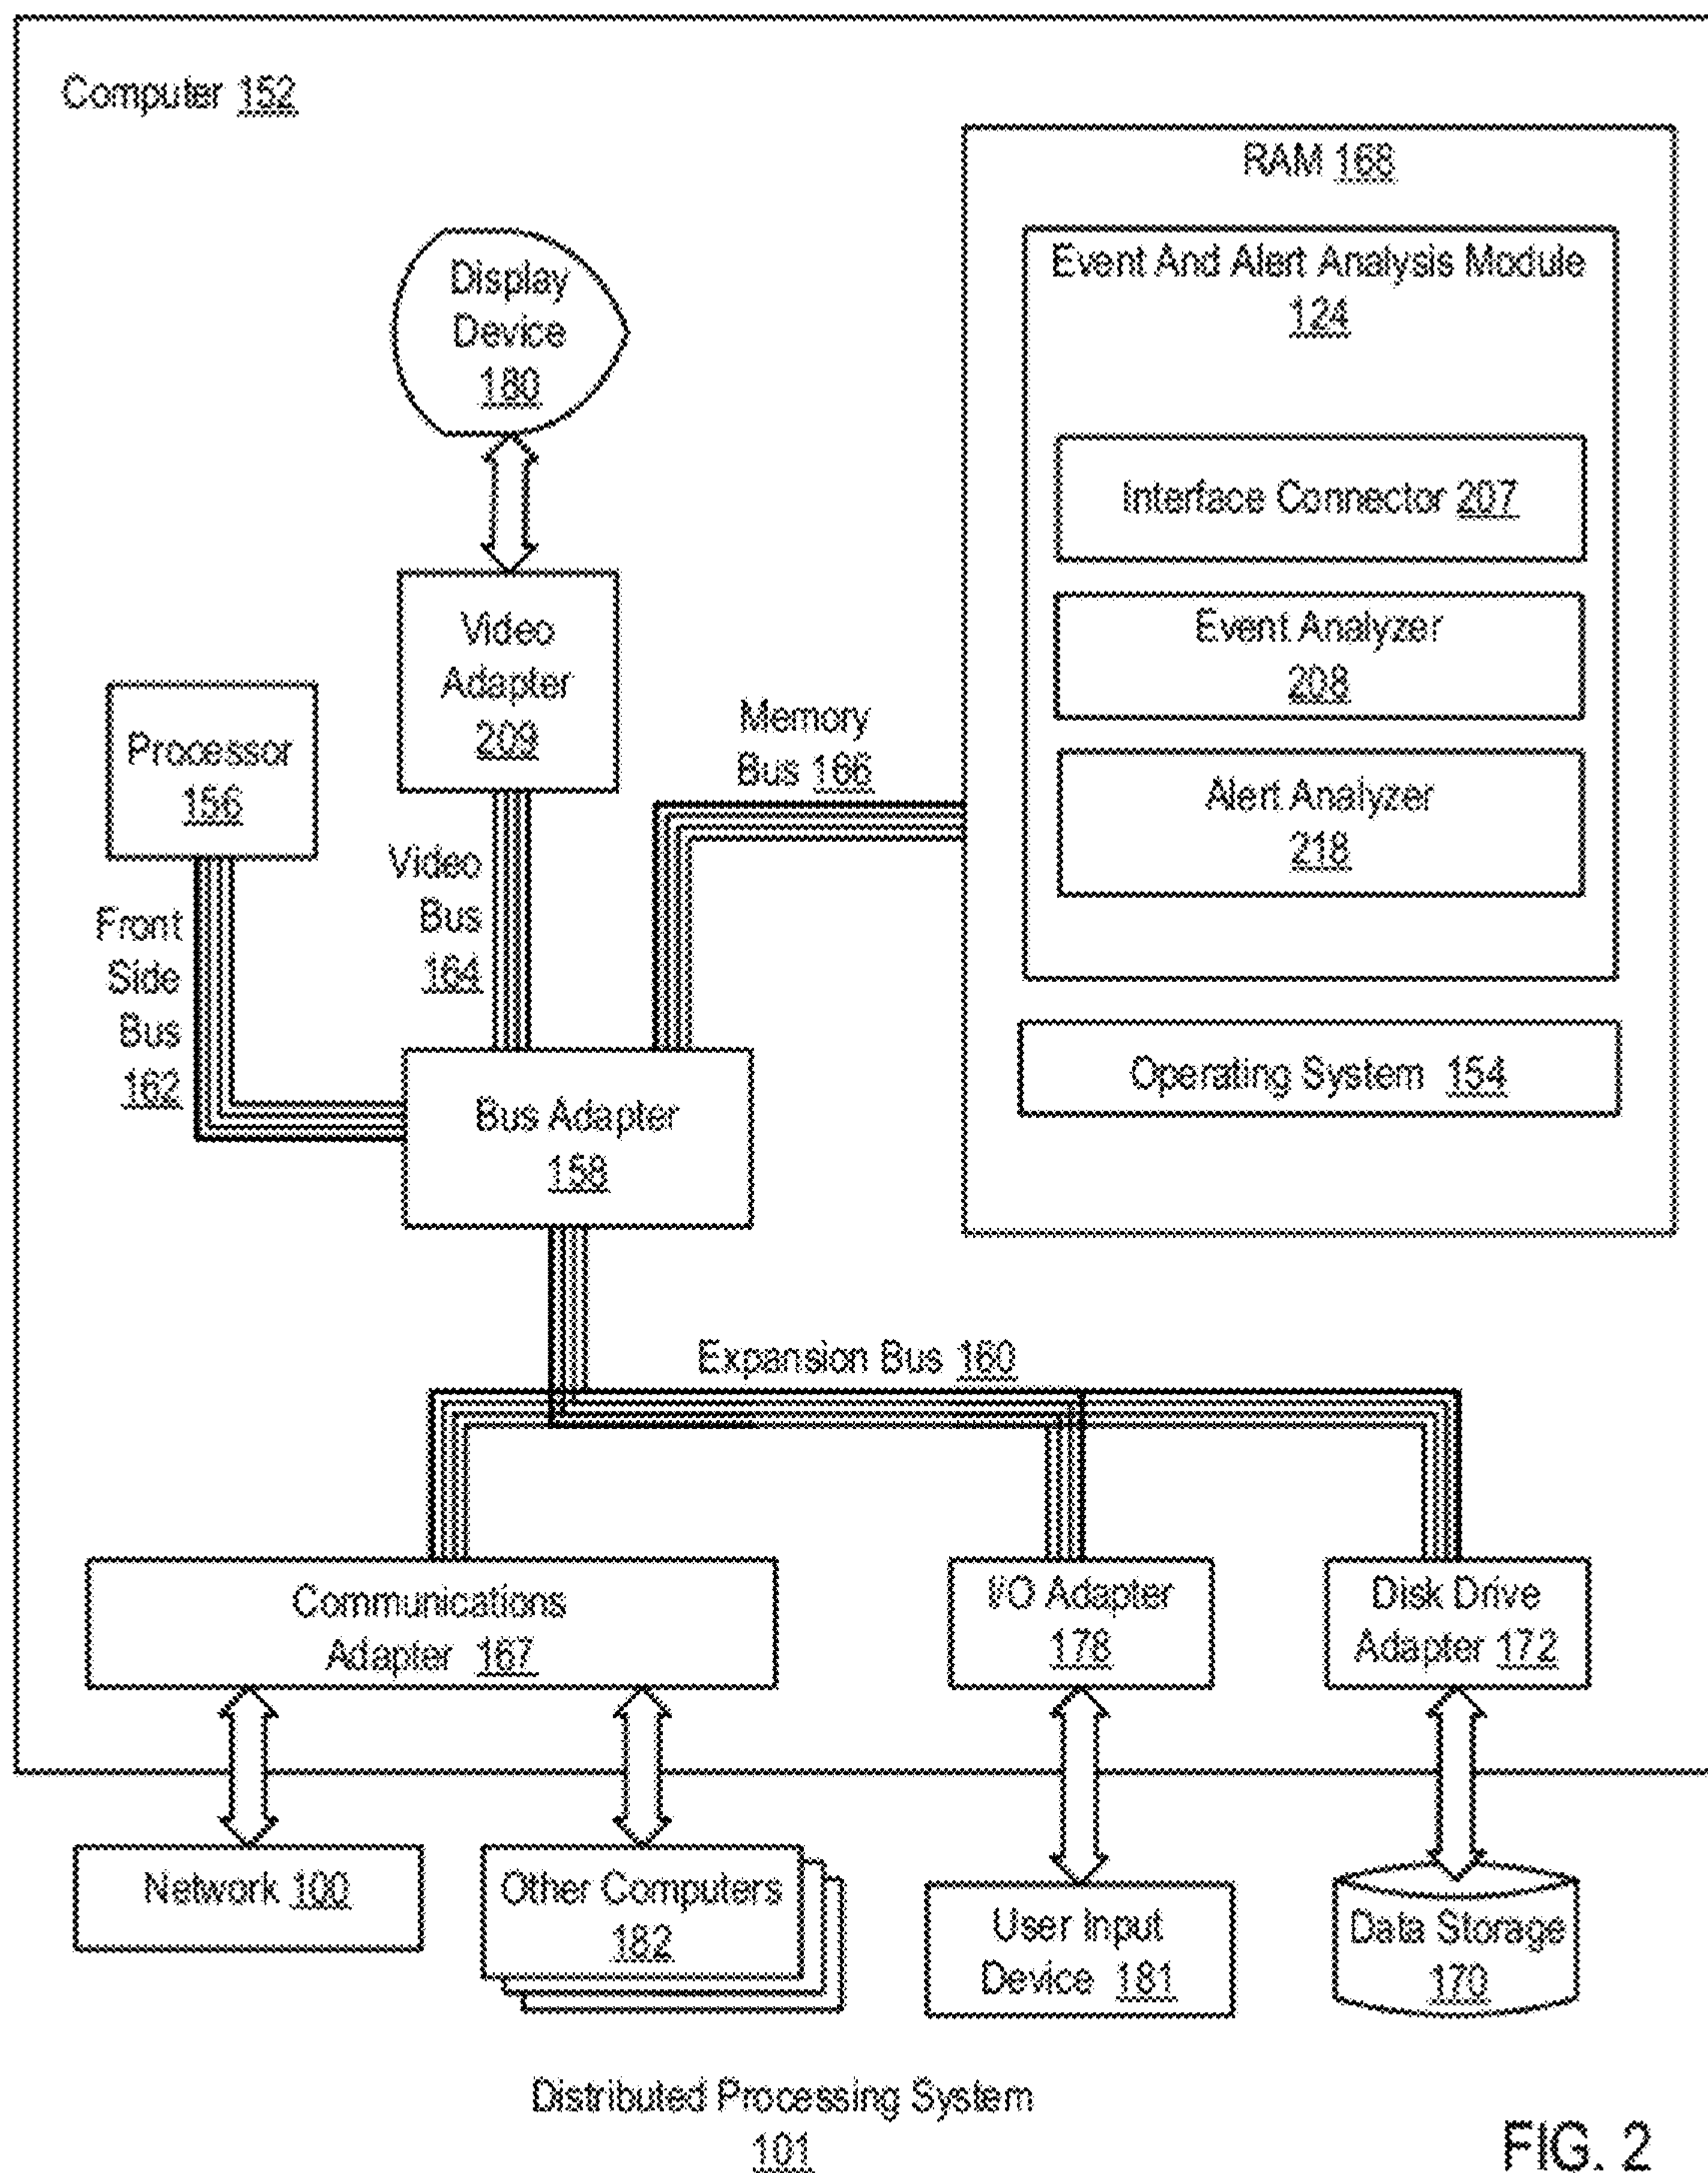 Computer 152
RAM 168
Event And Alert Analysis Module
124
Interface Connector 207
Event Analyzer
208
Alert Analyzer
218
Operating System 154
Display
Device
180
Video
Adapter
209
Processor
156
Memory
Bus 166
Video
Bus
164
Front
Side
Bus
162
Bus Adapter
158
Expansion Bus 160
Communications
Adapter 167
I/O Adapter
178
Disk Drive
Adapter 172
Network 100
Other Computers
182
User Input
Device 181
Data Storage
170
Distributed Processing System
101
FIG. 2